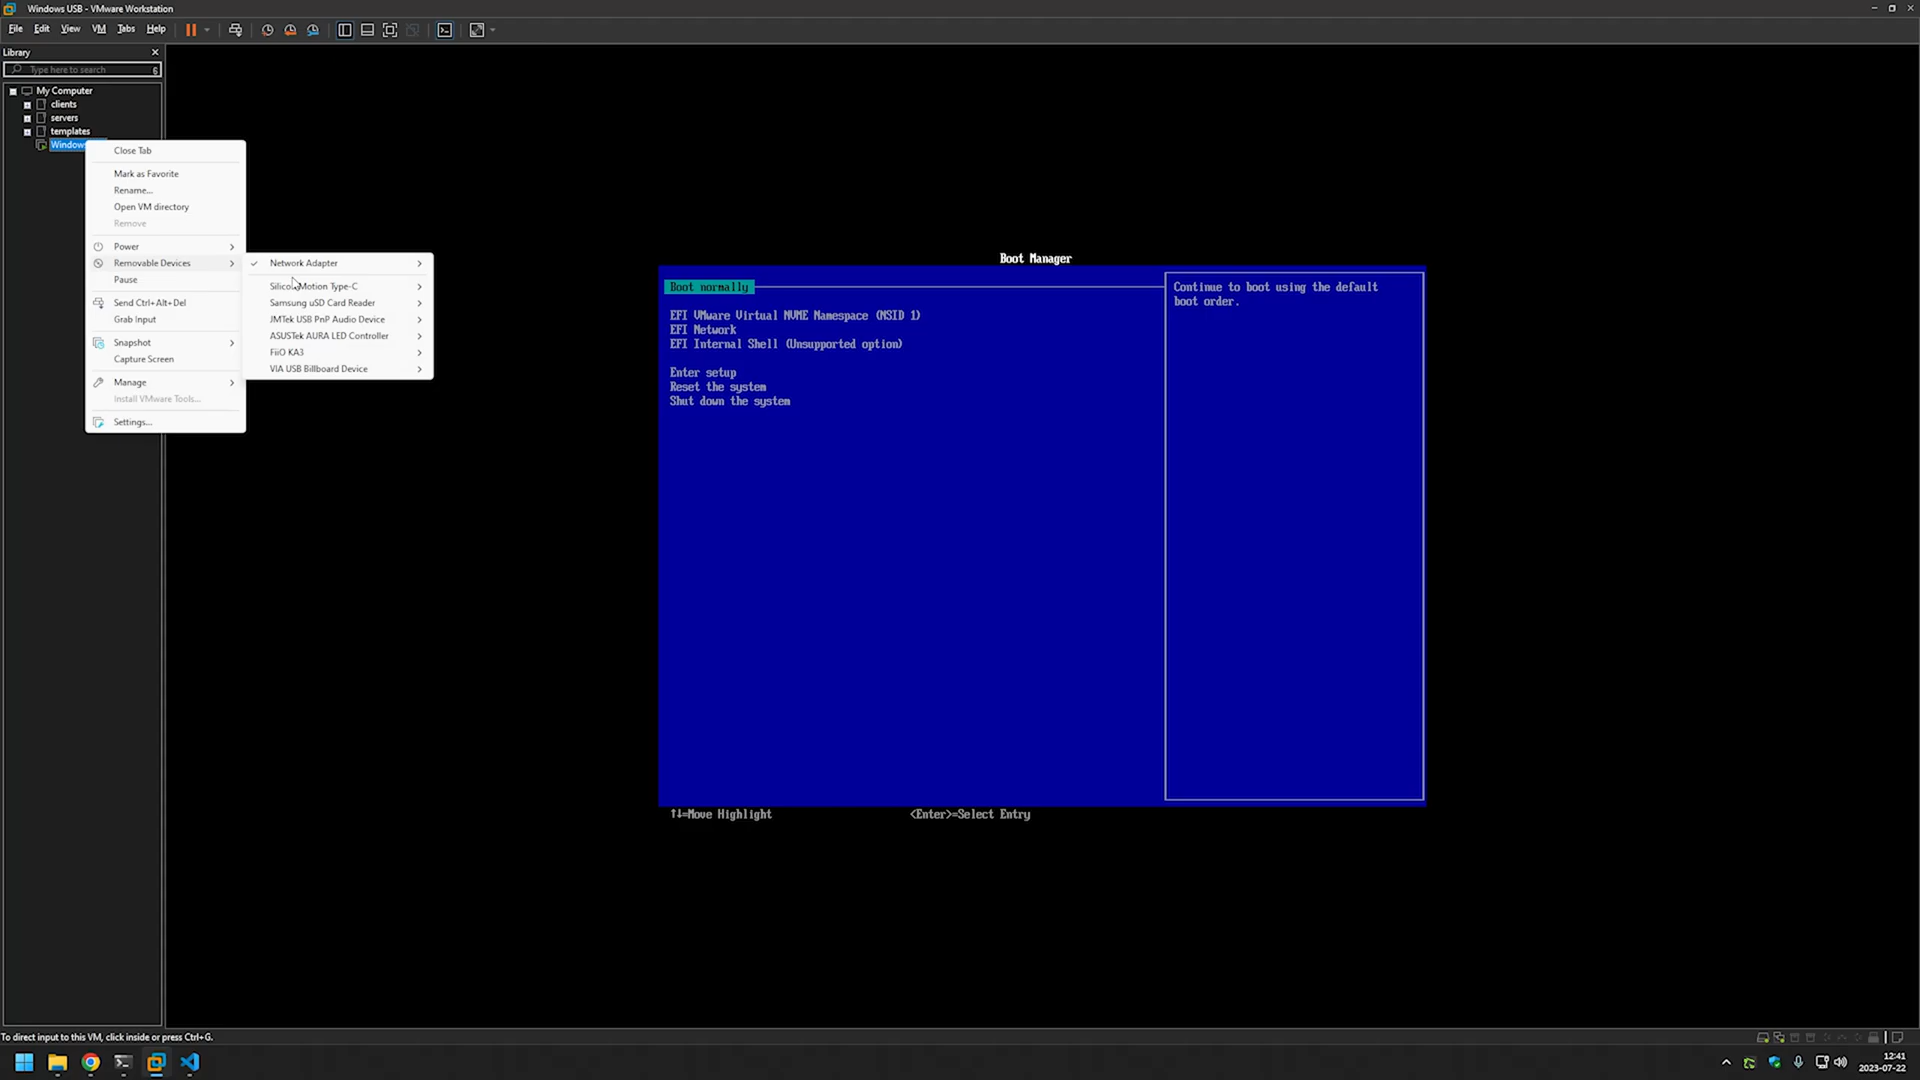 Windows USB - VMware Workstation
File Edit View VM Tabs Help
Library
Type here to search
My Computer
clients
servers
templates
Windows
Close Tab
Mark as Favorite
Rename...
Open VM directory
Remove
Power
Removable Devices
Pause
Send Ctrl+Alt+Del
Grab Input
Snapshot
Capture Screen
Manage
Install VMware Tools...
Settings...
Network Adapter
Silicon Motion Type-C
Samsung uSD Card Reader
JMTek USB PnP Audio Device
ASUSTek AURA LED Controller
FiiO KA3
VIA USB Billboard Device
Boot Manager
Boot normally
EFI VMware Virtual NVME Namespace (NSID 1)
EFI Network
EFI Internal Shell (Unsupported option)
Enter setup
Reset the system
Shut down the system
Continue to boot using the default
boot order.
↑↓=Move Highlight <Enter>=Select Entry
To direct input to this VM, click inside or press Ctrl+G.
12:41
2023-07-22